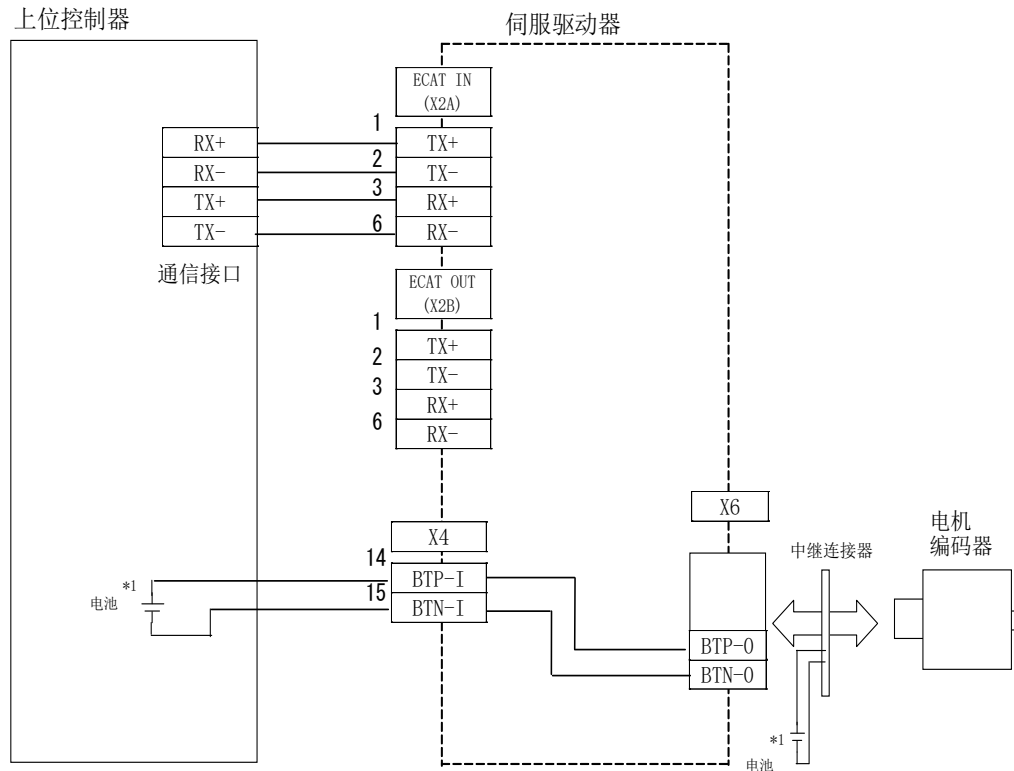 上位控制器
伺服驱动器
ECAT IN
(X2A)
1
RX+
TX+
2
RX-
TX-
3
TX+
RX+
6
TX-
RX-
通信接口
ECAT OUT
(X2B)
1
TX+
2
TX-
3
RX+
6
RX-
X6
X4
电机
编码器
中继连接器
14
BTP-I
*1
电池
15
BTN-I
BTP-O
BTN-O
*1
电池